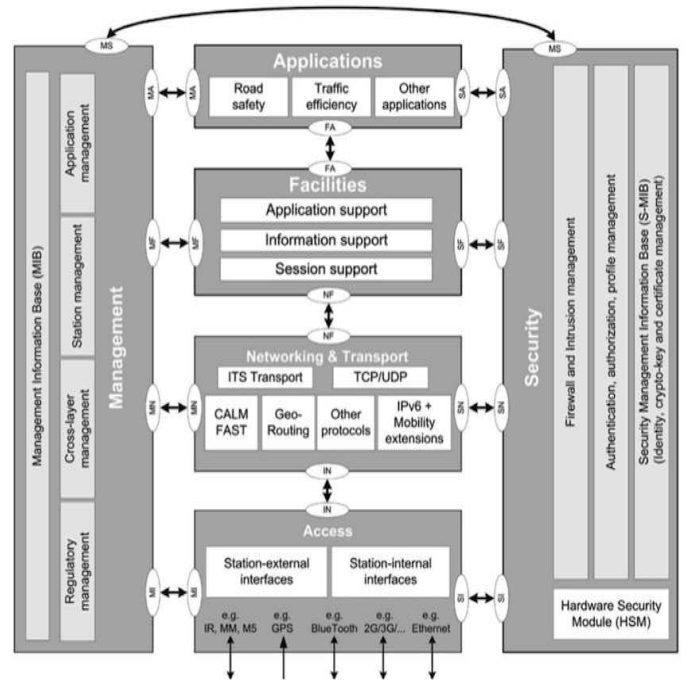 MS
MS
Applications
Road
safety
Traffic
efficiency
Other
applications
MA
MA
SA
SA
FA
FA
Facilities
Application support
Information support
Session support
MF
MF
SF
SF
NF
NF
Networking & Transport
ITS Transport
TCP/UDP
CALM
FAST
Geo-
Routing
Other
protocols
IPv6 +
Mobility
extensions
MN
MN
SN
SN
IN
IN
Access
Station-external
interfaces
Station-internal
interfaces
MI
MI
SI
SI
e.g.
IR, MM, M5
e.g.
GPS
e.g.
BlueTooth
e.g.
2G/3G/...
e.g.
Ethernet
Management Information Base (MIB)
Application
management
Station management
Cross-layer
management
Regulatory
management
Management
Security
Firewall and Intrusion management
Authentication, authorization, profile management
Security Management Information Base (S-MIB)
(Identity, crypto-key and certificate management)
Hardware Security
Module (HSM)